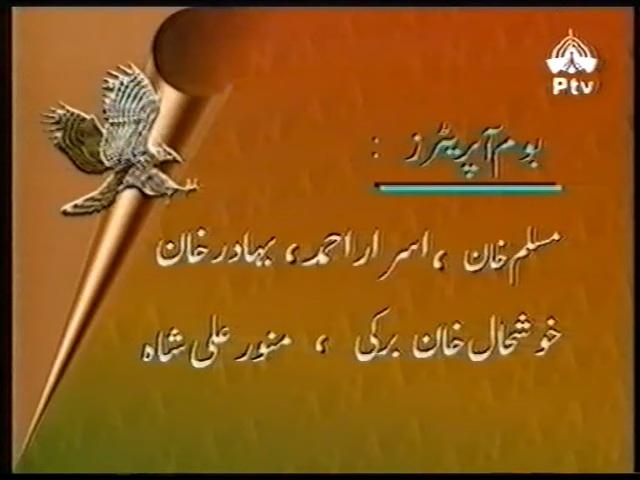 Ptv
بوم آپریٹرز :
مسلم خان ، اسرار احمد ، بہادر خان
خوشحال خان برکی ، منور علی شاہ